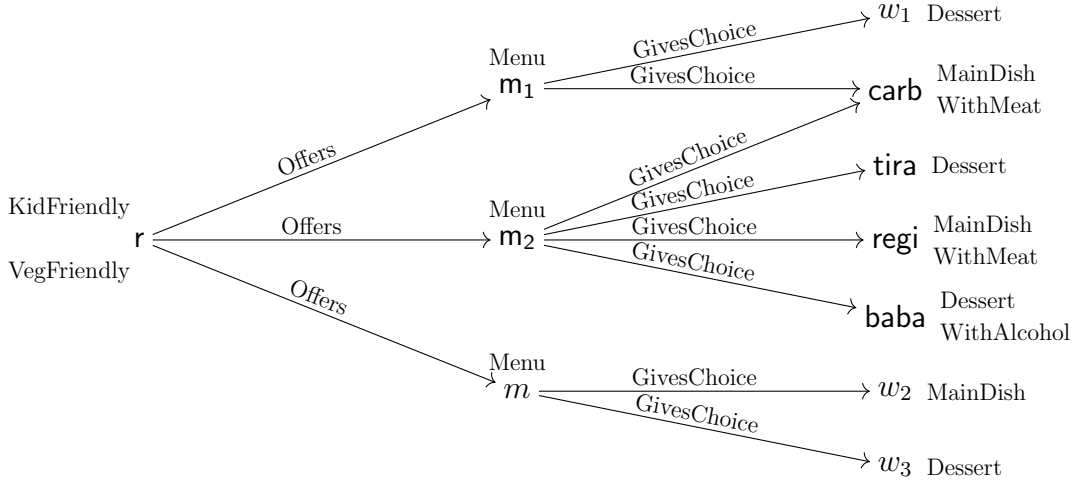 w₁ Dessert
GivesChoice
Menu
m₁
GivesChoice
carb
MainDish
WithMeat
Offers
GivesChoice
tira Dessert
KidFriendly
GivesChoice
Menu
r
Offers
m₂
GivesChoice
regi
MainDish
WithMeat
VegFriendly
GivesChoice
Offers
baba
Dessert
WithAlcohol
Menu
m
GivesChoice
w₂ MainDish
GivesChoice
w₃ Dessert